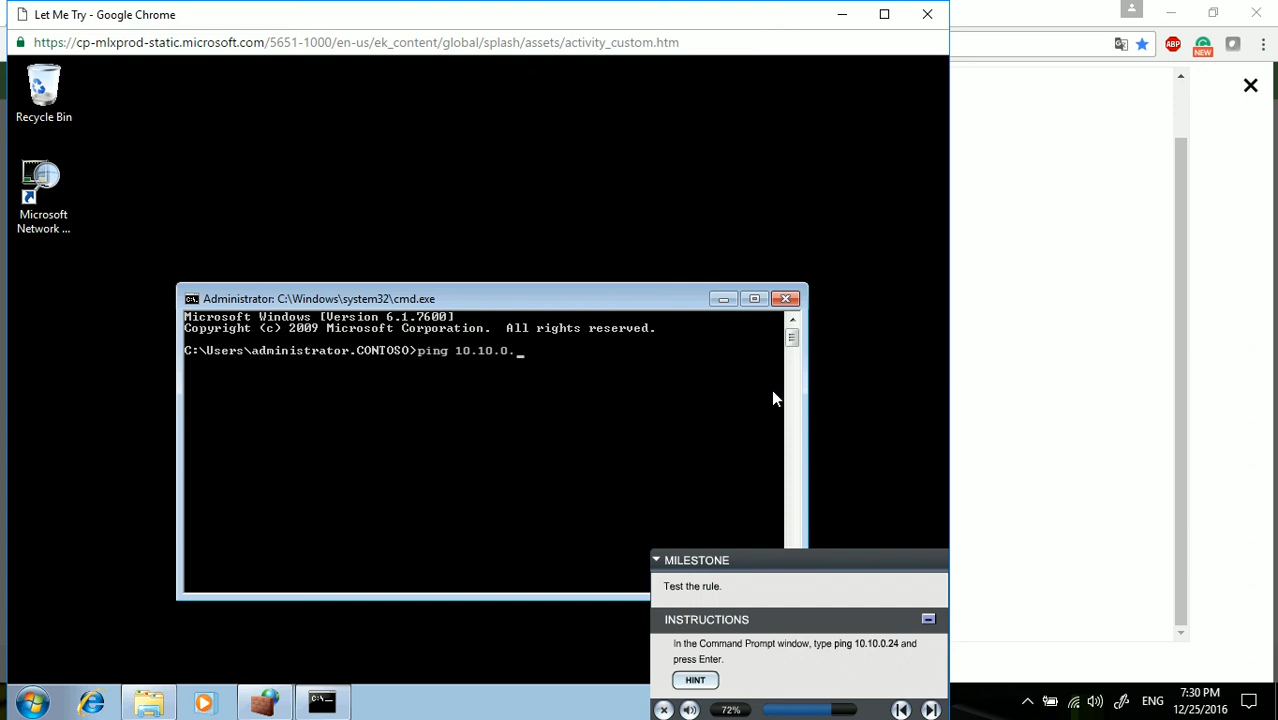 Let Me Try - Google Chrome
https://cp-mlxprod-static.microsoft.com/5651-1000/en-us/ek_content/global/splash/assets/activity_custom.htm
ABP
NEW
Recycle Bin
Microsoft
Network ...
Administrator: C:\Windows\system32\cmd.exe
Microsoft Windows [Version 6.1.7600]
Copyright (c) 2009 Microsoft Corporation.  All rights reserved.
C:\Users\administrator.CONTOSO>ping 10.10.0._
MILESTONE
Test the rule.
INSTRUCTIONS
In the Command Prompt window, type ping 10.10.0.24 and
press Enter.
HINT
72%
ENG
7:30 PM
12/25/2016